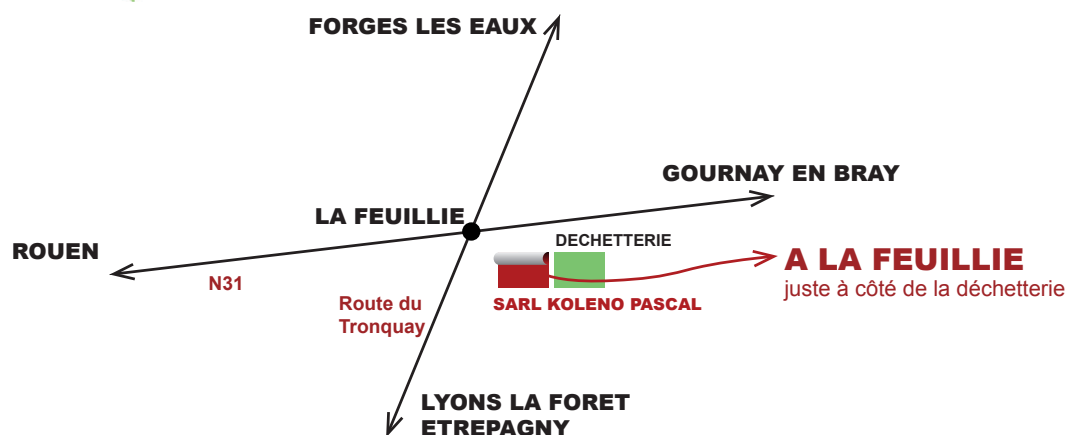 FORGES LES EAUX
GOURNAY EN BRAY
LA FEUILLIE
ROUEN
DECHETTERIE
A LA FEUILLIE
juste à côté de la déchetterie
N31
SARL KOLENO PASCAL
Route du
Tronquay
LYONS LA FORET
ETREPAGNY